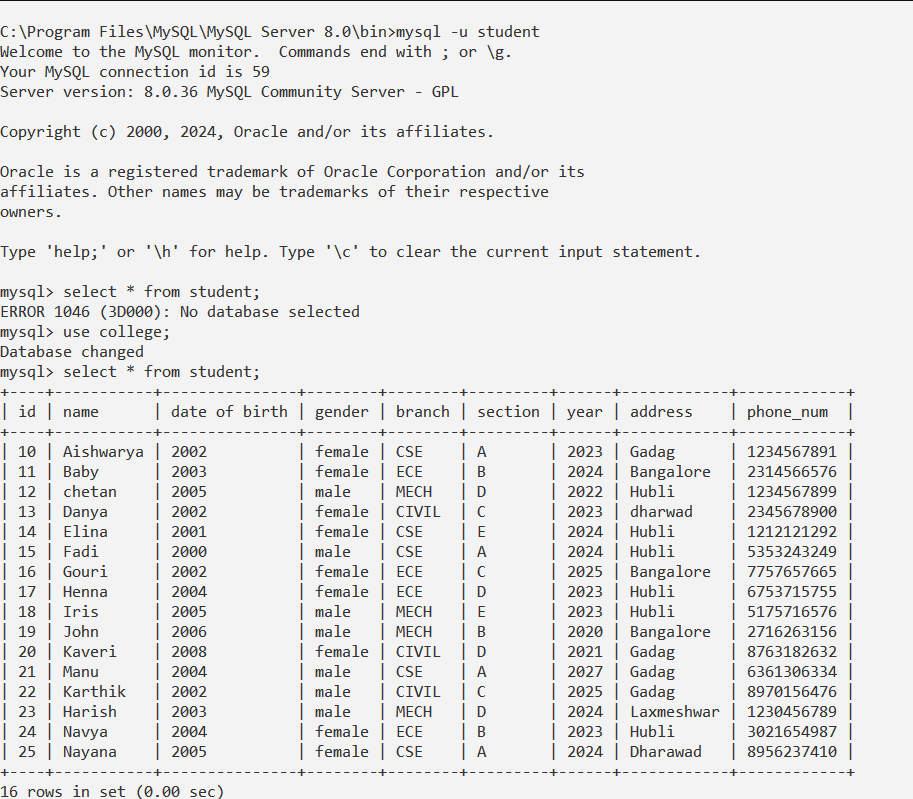 C:\Program Files\MySQL\MySQL Server 8.0\bin>mysql -u student
Welcome to the MySQL monitor.  Commands end with ; or \g.
Your MySQL connection id is 59
Server version: 8.0.36 MySQL Community Server - GPL

Copyright (c) 2000, 2024, Oracle and/or its affiliates.

Oracle is a registered trademark of Oracle Corporation and/or its
affiliates. Other names may be trademarks of their respective
owners.

Type 'help;' or '\h' for help. Type '\c' to clear the current input statement.

mysql> select * from student;
ERROR 1046 (3D000): No database selected
mysql> use college;
Database changed
mysql> select * from student;
+----+-----------+---------------+--------+--------+---------+------+------------+------------+
| id | name      | date of birth | gender | branch | section | year | address    | phone_num  |
+----+-----------+---------------+--------+--------+---------+------+------------+------------+
| 10 | Aishwarya | 2002          | female | CSE    | A       | 2023 | Gadag      | 1234567891 |
| 11 | Baby      | 2003          | female | ECE    | B       | 2024 | Bangalore  | 2314566576 |
| 12 | chetan    | 2005          | male   | MECH   | D       | 2022 | Hubli      | 1234567899 |
| 13 | Danya     | 2002          | female | CIVIL  | C       | 2023 | dharwad    | 2345678900 |
| 14 | Elina     | 2001          | female | CSE    | E       | 2024 | Hubli      | 1212121292 |
| 15 | Fadi      | 2000          | male   | CSE    | A       | 2024 | Hubli      | 5353243249 |
| 16 | Gouri     | 2002          | female | ECE    | C       | 2025 | Bangalore  | 7757657665 |
| 17 | Henna     | 2004          | female | ECE    | D       | 2023 | Hubli      | 6753715755 |
| 18 | Iris      | 2005          | male   | MECH   | E       | 2023 | Hubli      | 5175716576 |
| 19 | John      | 2006          | male   | MECH   | B       | 2020 | Bangalore  | 2716263156 |
| 20 | Kaveri    | 2008          | female | CIVIL  | D       | 2021 | Gadag      | 8763182632 |
| 21 | Manu      | 2004          | male   | CSE    | A       | 2027 | Gadag      | 6361306334 |
| 22 | Karthik   | 2002          | male   | CIVIL  | C       | 2025 | Gadag      | 8970156476 |
| 23 | Harish    | 2003          | male   | MECH   | D       | 2024 | Laxmeshwar | 1230456789 |
| 24 | Navya     | 2004          | female | ECE    | B       | 2023 | Hubli      | 3021654987 |
| 25 | Nayana    | 2005          | female | CSE    | A       | 2024 | Dharawad   | 8956237410 |
+----+-----------+---------------+--------+--------+---------+------+------------+------------+
16 rows in set (0.00 sec)